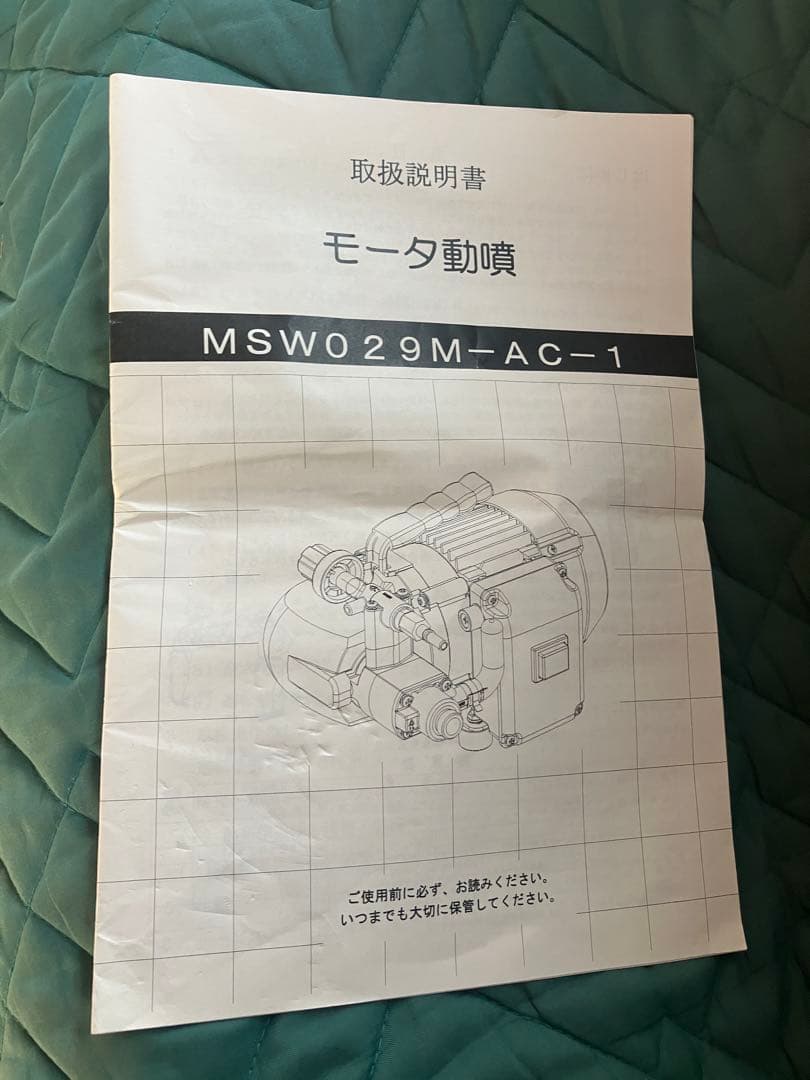 取扱説明書
モータ動噴
MSW029M－AC－1
ご使用前に必ず、お読みください。
いつまでも大切に保管してください。